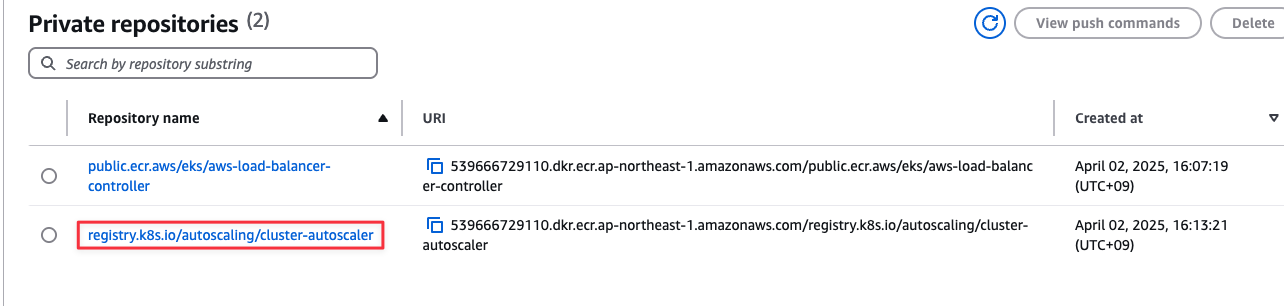 Private repositories (2)
View push commands
Delete
Search by repository substring
Repository name
URI
Created at
public.ecr.aws/eks/aws-load-balancer-
controller
539666729110.dkr.ecr.ap-northeast-1.amazonaws.com/public.ecr.aws/eks/aws-load-balanc
er-controller
April 02, 2025, 16:07:19
(UTC+09)
registry.k8s.io/autoscaling/cluster-autoscaler
539666729110.dkr.ecr.ap-northeast-1.amazonaws.com/registry.k8s.io/autoscaling/cluster-
autoscaler
April 02, 2025, 16:13:21
(UTC+09)